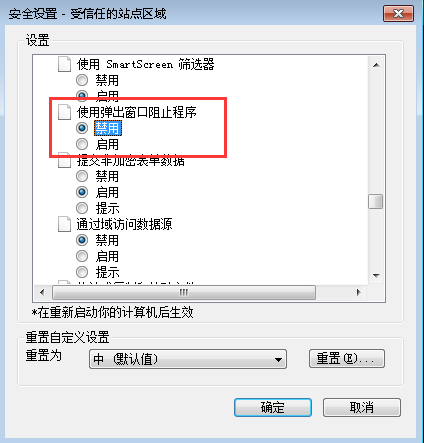 安全设置 - 受信任的站点区域
设置
使用 SmartScreen 筛选器
禁用
启用
使用弹出窗口阻止程序
禁用
启用
提交非加密表单数据
禁用
启用
提示
通过域访问数据源
禁用
启用
提示
*在重新启动你的计算机后生效
重置自定义设置
重置为
中 (默认值)
重置(E)...
确定
取消